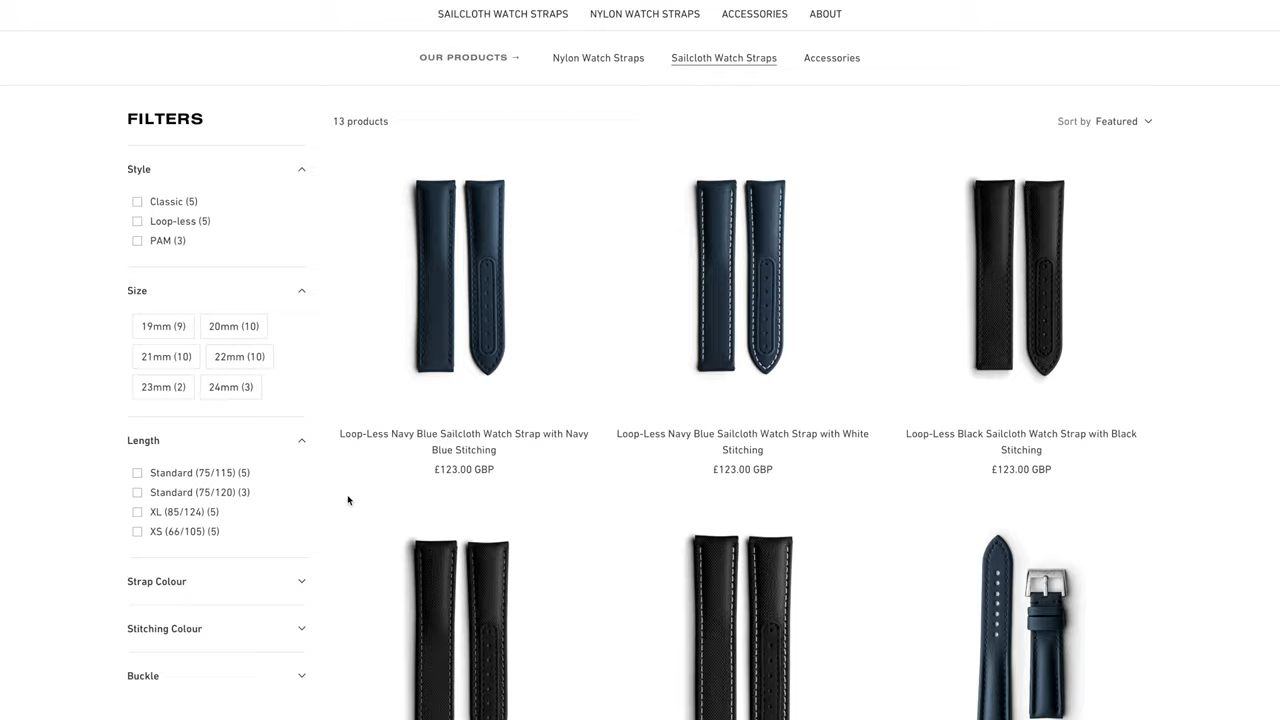 SAILCLOTH WATCH STRAPS NYLON WATCH STRAPS ACCESSORIES ABOUT
OUR PRODUCTS → Nylon Watch Straps Sailcloth Watch Straps Accessories
FILTERS
13 products
Sort by Featured
Style
Classic (5)
Loop-less (5)
PAM (3)
Size
19mm (9) 20mm (10)
21mm (10) 22mm (10)
23mm (2) 24mm (3)
Length
Standard (75/115) (5)
Standard (75/120) (3)
XL (85/124) (5)
XS (66/105) (5)
Strap Colour
Stitching Colour
Buckle
Loop-Less Navy Blue Sailcloth Watch Strap with Navy
Blue Stitching
£123.00 GBP
Loop-Less Navy Blue Sailcloth Watch Strap with White
Stitching
£123.00 GBP
Loop-Less Black Sailcloth Watch Strap with Black
Stitching
£123.00 GBP